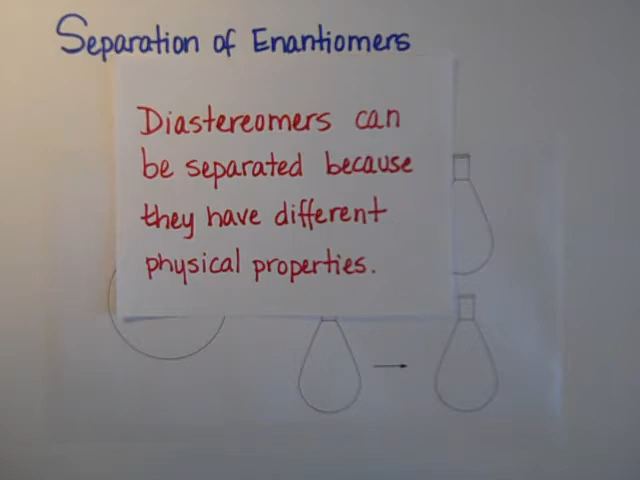 Separation of Enantiomers
Diastereomers can
be separated because
they have different
physical properties.